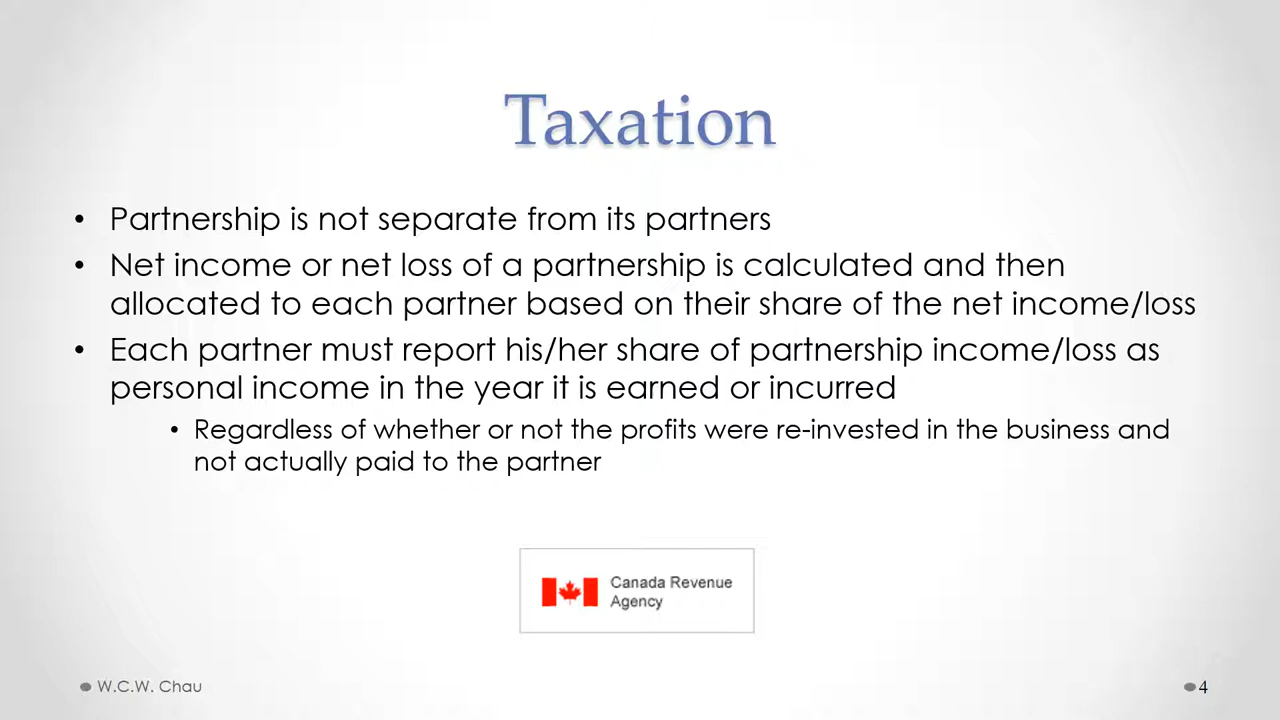 Taxation
• Partnership is not separate from its partners
• Net income or net loss of a partnership is calculated and then
allocated to each partner based on their share of the net income/loss
• Each partner must report his/her share of partnership income/loss as
personal income in the year it is earned or incurred
• Regardless of whether or not the profits were re-invested in the business and
not actually paid to the partner
Canada Revenue
Agency
W.C.W. Chau
4